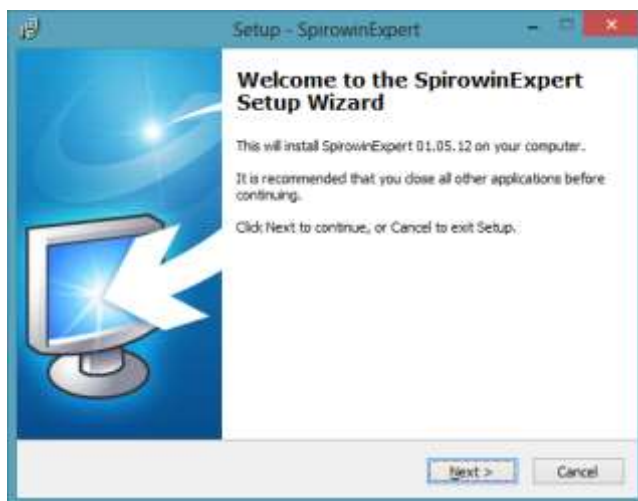 Setup - SpirowinExpert
Welcome to the SpirowinExpert
Setup Wizard
This will install SpirowinExpert 01.05.12 on your computer.
It is recommended that you close all other applications before
continuing.
Click Next to continue, or Cancel to exit Setup.
Next >
Cancel